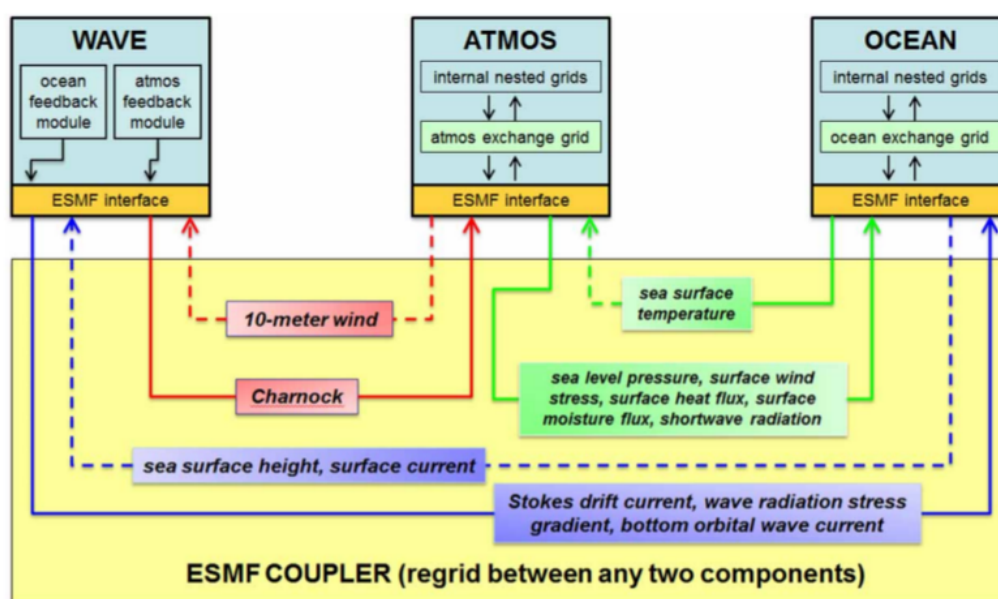 WAVE
ocean
feedback
module
atmos
feedback
module
ESMF interface
ATMOS
internal nested grids
atmos exchange grid
ESMF interface
OCEAN
internal nested grids
ocean exchange grid
ESMF interface
10-meter wind
sea surface
temperature
Charnock
sea level pressure, surface wind
stress, surface heat flux, surface
moisture flux, shortwave radiation
sea surface height, surface current
Stokes drift current, wave radiation stress
gradient, bottom orbital wave current
ESMF COUPLER (regrid between any two components)